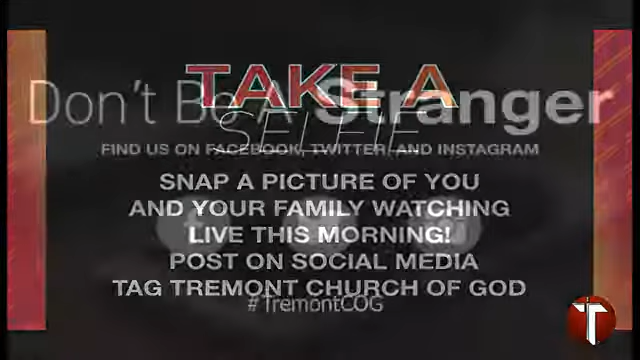 TAKE A
Don't Be A Stranger
SELFIE
FIND US ON FACEBOOK, TWITTER, AND INSTAGRAM
SNAP A PICTURE OF YOU
AND YOUR FAMILY WATCHING
LIVE THIS MORNING!
POST ON SOCIAL MEDIA
TAG TREMONT CHURCH OF GOD
#TremontCOG